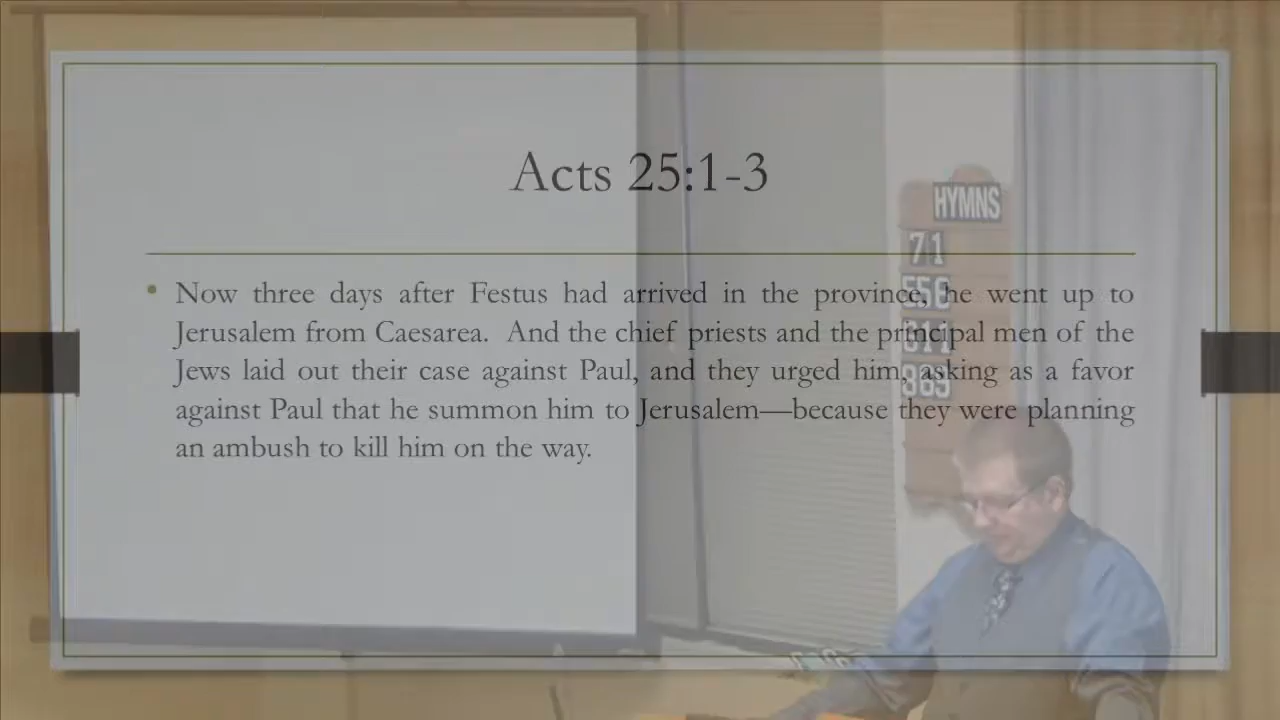 Acts 25:1-3
HYMNS
71
• Now three days after Festus had arrived in the province, he went up to
Jerusalem from Caesarea.  And the chief priests and the principal men of the
Jews laid out their case against Paul, and they urged him, asking as a favor
against Paul that he summon him to Jerusalem—because they were planning
an ambush to kill him on the way.
869